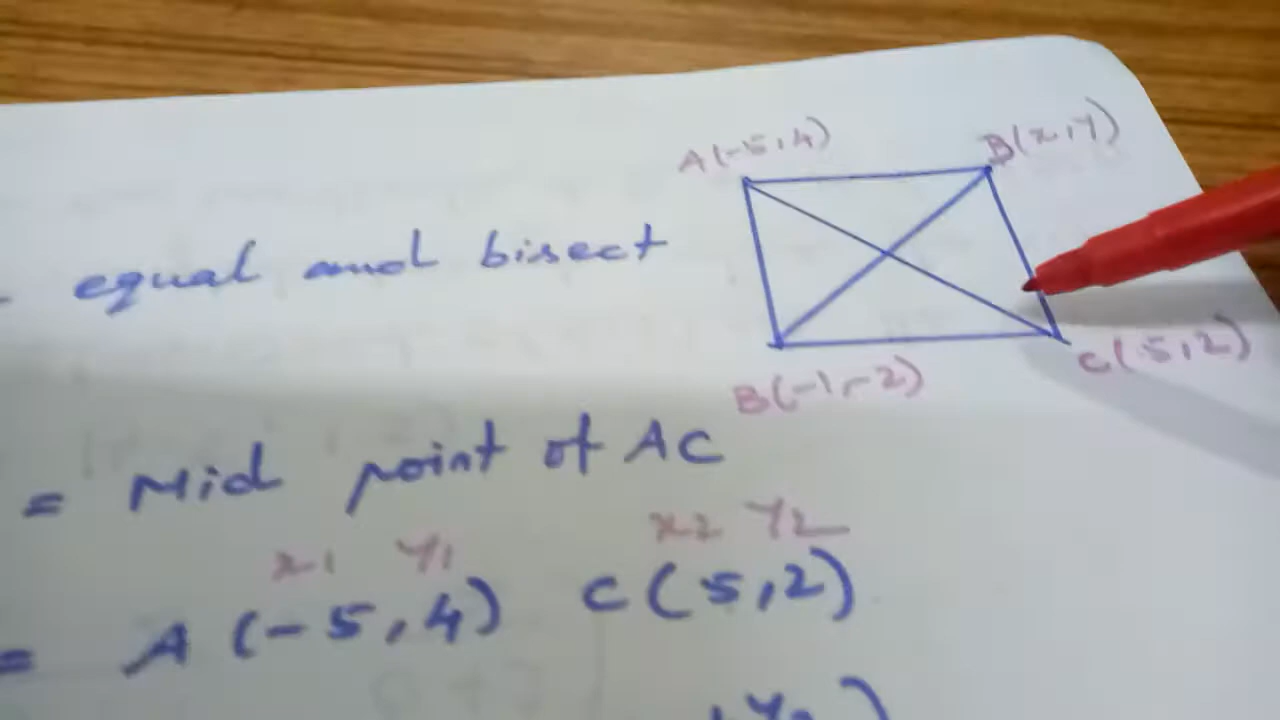 A(-5,4) B(x,y)
- equal and bisect
C(5,2)
B(-1,-2)
= Mid point of AC
x1 y1 x2 y2
= A (-5,4) C(5,2)